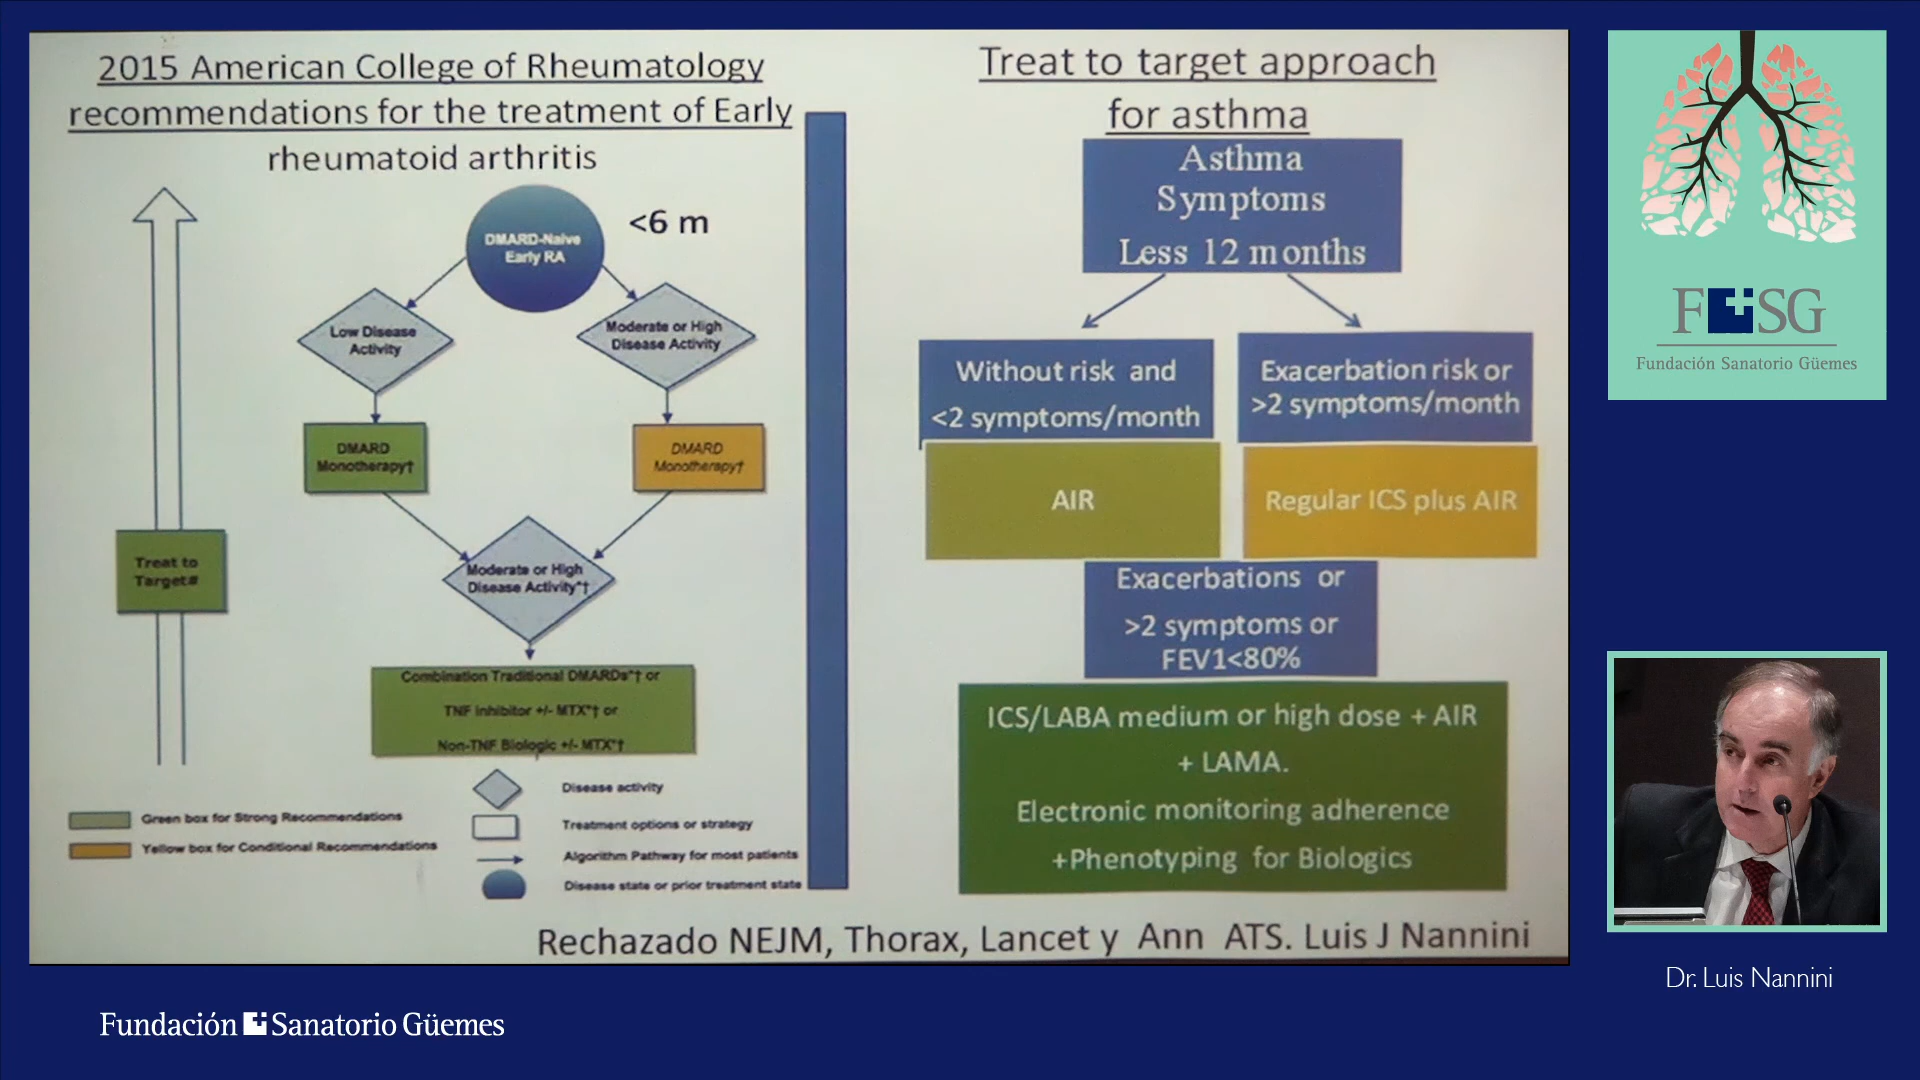 2015 American College of Rheumatology
recommendations for the treatment of Early
rheumatoid arthritis
<6 m
DMARD-Naive
Early RA
Low Disease
Activity
Moderate or High
Disease Activity
DMARD
Monotherapy†
DMARD
Monotherapy†
Treat to
Target#
Moderate or High
Disease Activity*†
Combination Traditional DMARDs*† or
TNF inhibitor +/- MTX*† or
Non-TNF Biologic +/- MTX*†
Green box for Strong Recommendations
Yellow box for Conditional Recommendations
Disease activity
Treatment options or strategy
Algorithm Pathway for most patients
Disease state or prior treatment state
Treat to target approach
for asthma
Asthma
Symptoms
Less 12 months
Without risk and
<2 symptoms/month
Exacerbation risk or
>2 symptoms/month
AIR
Regular ICS plus AIR
Exacerbations or
>2 symptoms or
FEV1<80%
ICS/LABA medium or high dose + AIR
+ LAMA.
Electronic monitoring adherence
+Phenotyping for Biologics
Rechazado NEJM, Thorax, Lancet y Ann ATS. Luis J Nannini
FSG
Fundación Sanatorio Güemes
Dr. Luis Nannini
Fundación Sanatorio Güemes